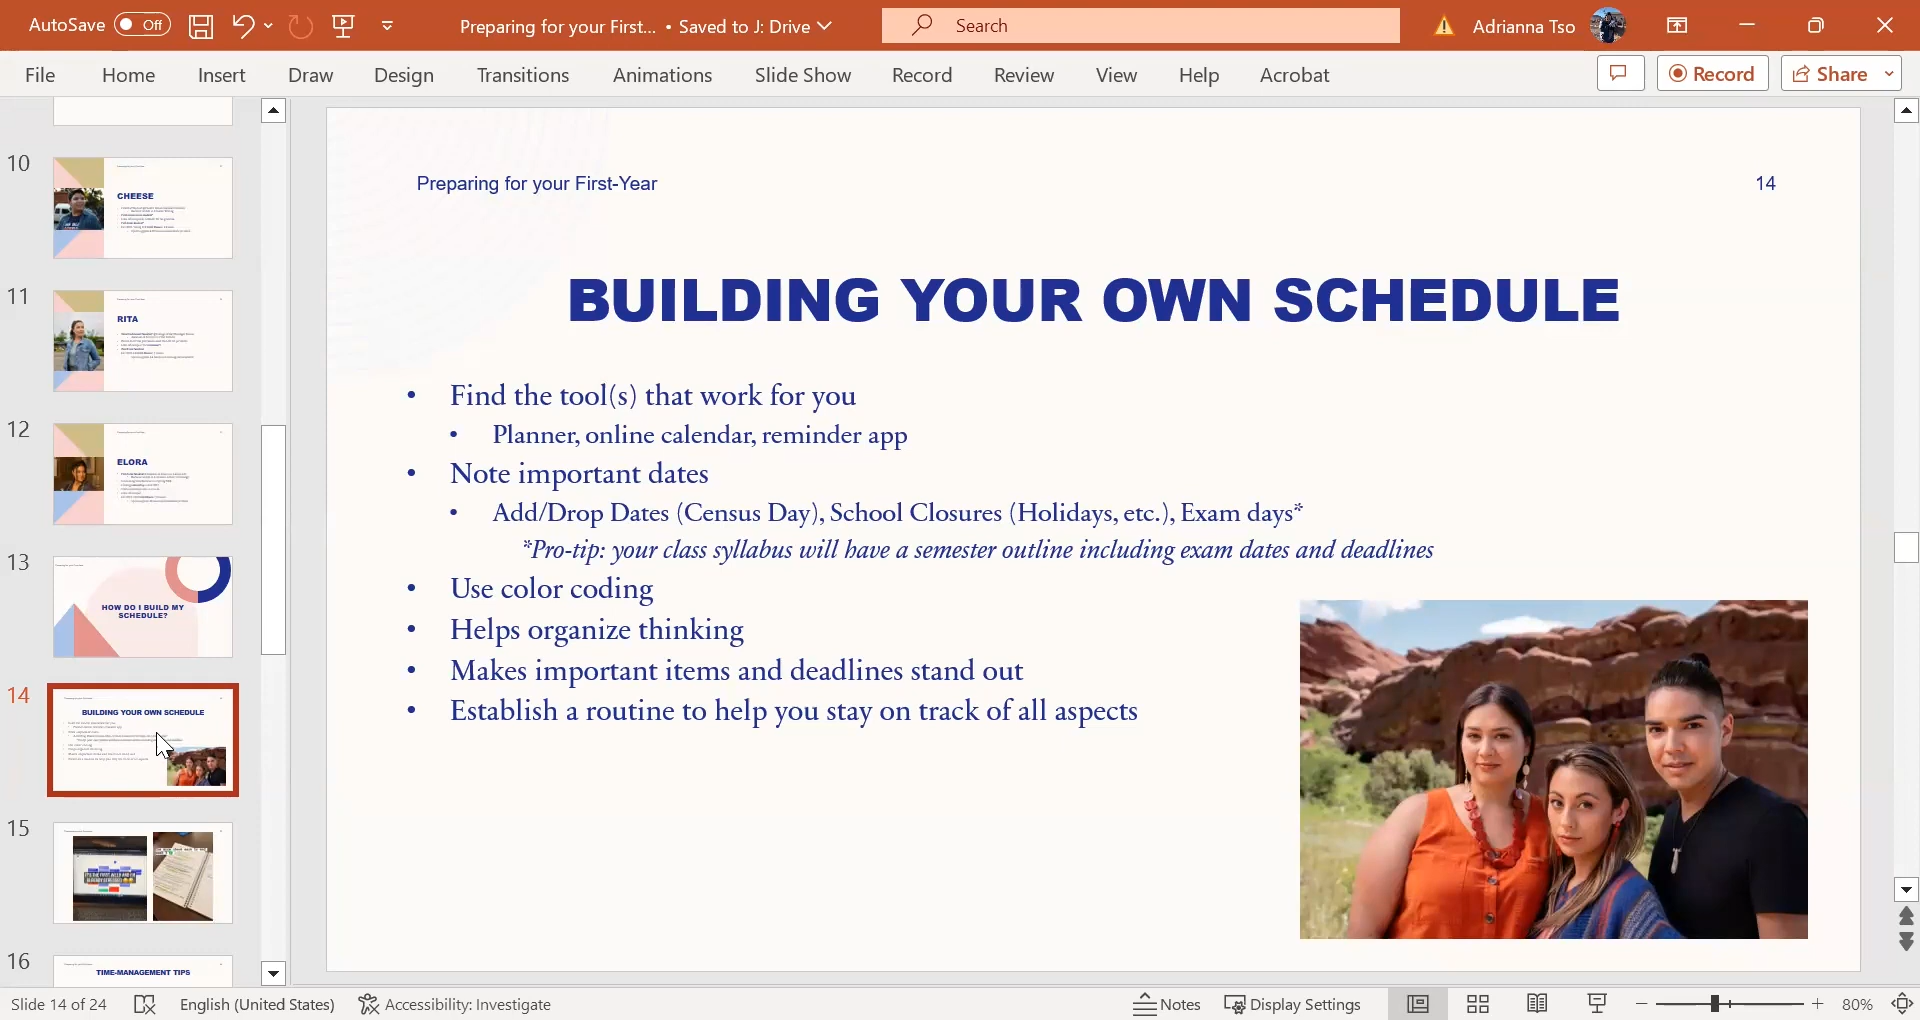 AutoSave Off Preparing for your First... • Saved to J: Drive Search Adrianna Tso
File Home Insert Draw Design Transitions Animations Slide Show Record Review View Help Acrobat Record Share
10
CHEESE
11
RITA
12
ELORA
13
HOW DO I BUILD MY
SCHEDULE?
14
BUILDING YOUR OWN SCHEDULE
15
16
TIME-MANAGEMENT TIPS
Preparing for your First-Year 14
BUILDING YOUR OWN SCHEDULE
• Find the tool(s) that work for you
• Planner, online calendar, reminder app
• Note important dates
• Add/Drop Dates (Census Day), School Closures (Holidays, etc.), Exam days*
*Pro-tip: your class syllabus will have a semester outline including exam dates and deadlines
• Use color coding
• Helps organize thinking
• Makes important items and deadlines stand out
• Establish a routine to help you stay on track of all aspects
Slide 14 of 24 English (United States) Accessibility: Investigate Notes Display Settings 80%